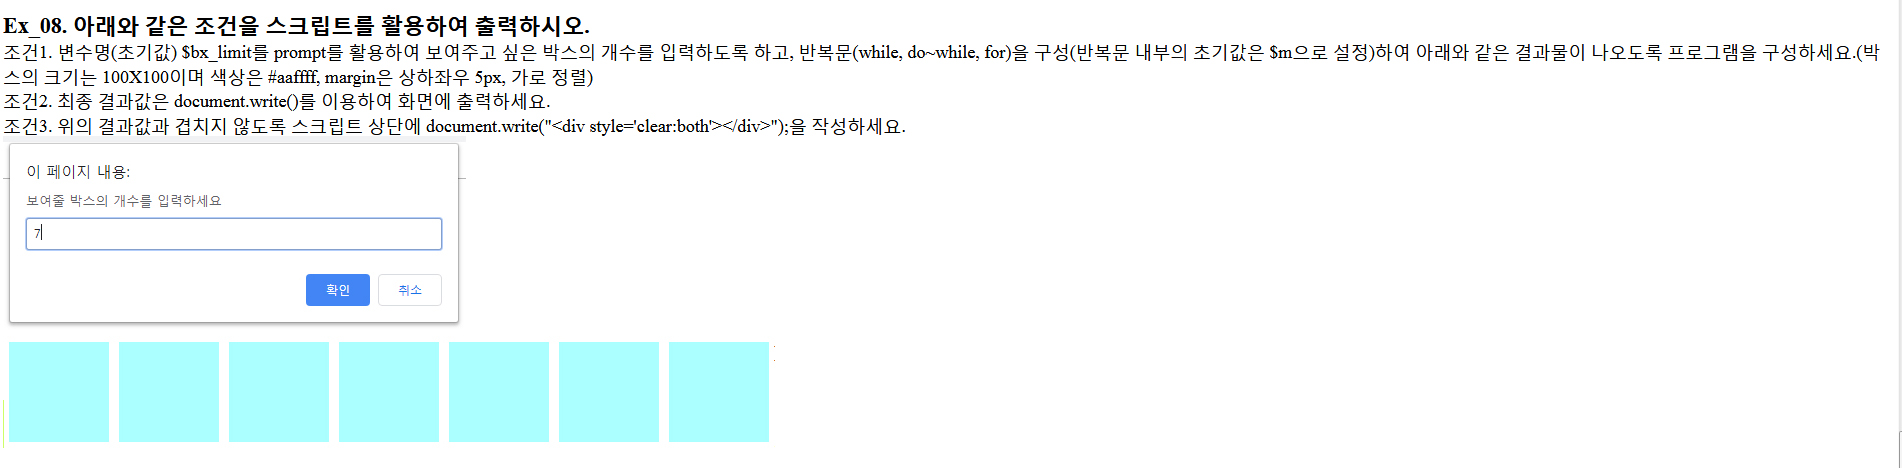 Ex_08. 아래와 같은 조건을 스크립트를 활용하여 출력하시오.
조건1. 변수명(초기값) $bx_limit를 prompt를 활용하여 보여주고 싶은 박스의 개수를 입력하도록 하고, 반복문(while, do~while, for)을 구성(반복문 내부의 초기값은 $m으로 설정)하여 아래와 같은 결과물이 나오도록 프로그램을 구성하세요.(박
스의 크기는 100X100이며 색상은 #aaffff, margin은 상하좌우 5px, 가로 정렬)
조건2. 최종 결과값은 document.write()를 이용하여 화면에 출력하세요.
조건3. 위의 결과값과 겹치지 않도록 스크립트 상단에 document.write("<div style='clear:both'></div>");을 작성하세요.
이 페이지 내용:
보여줄 박스의 개수를 입력하세요
7
확인 취소